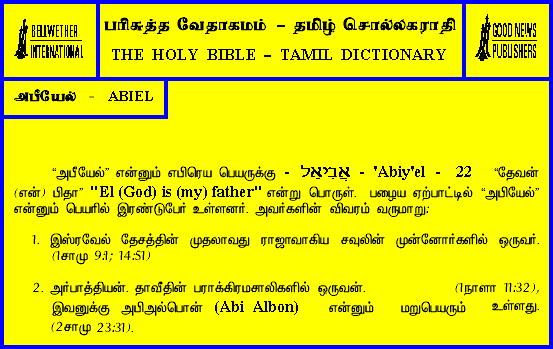 BELLWETHER
INTERNATIONAL
பரிசுத்த வேதாகமம் – தமிழ் சொல்லகராதி
THE HOLY BIBLE – TAMIL DICTIONARY
GOOD NEWS
PUBLISHERS
அபீயேல் - ABIEL
“அபீயேல்” என்னும் எபிரெய பெயருக்கு - אֲבִיאֵל - 'Abiy'el - 22 “தேவன்
(என்) பிதா” "El (God) is (my) father" என்று பொருள். பழைய ஏற்பாட்டில் “அபியேல்”
என்னும் பெயரில் இரண்டுபேர் உள்ளனர். அவர்களின் விவரம் வருமாறு:
1. இஸ்ரவேல் தேசத்தின் முதலாவது ராஜாவாகிய சவுலின் முன்னோர்களில் ஒருவர்.
(1சாமு 9:1; 14:51)
2. அர்பாத்தியன். தாவீதின் பராக்கிரமசாலிகளில் ஒருவன். (1நாளா 11:32),
இவனுக்கு அபிஅல்பொன் (Abi Albon) என்னும் மறுபெயரும் உள்ளது.
(2சாமு 23:31).